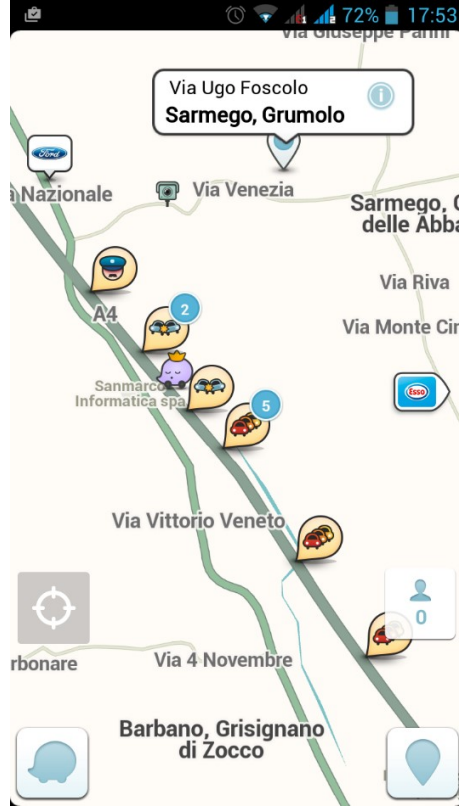 72% 17:53
Via Giuseppe Parini
Via Ugo Foscolo
Sarmego, Grumolo
Ford
Nazionale
Via Venezia
Sarmego, G
delle Abba
Via Riva
A4
2
Via Monte Cir
Sanmarco
Informatica spa
Esso
5
Via Vittorio Veneto
0
rbonare
Via 4 Novembre
Barbano, Grisignano
di Zocco